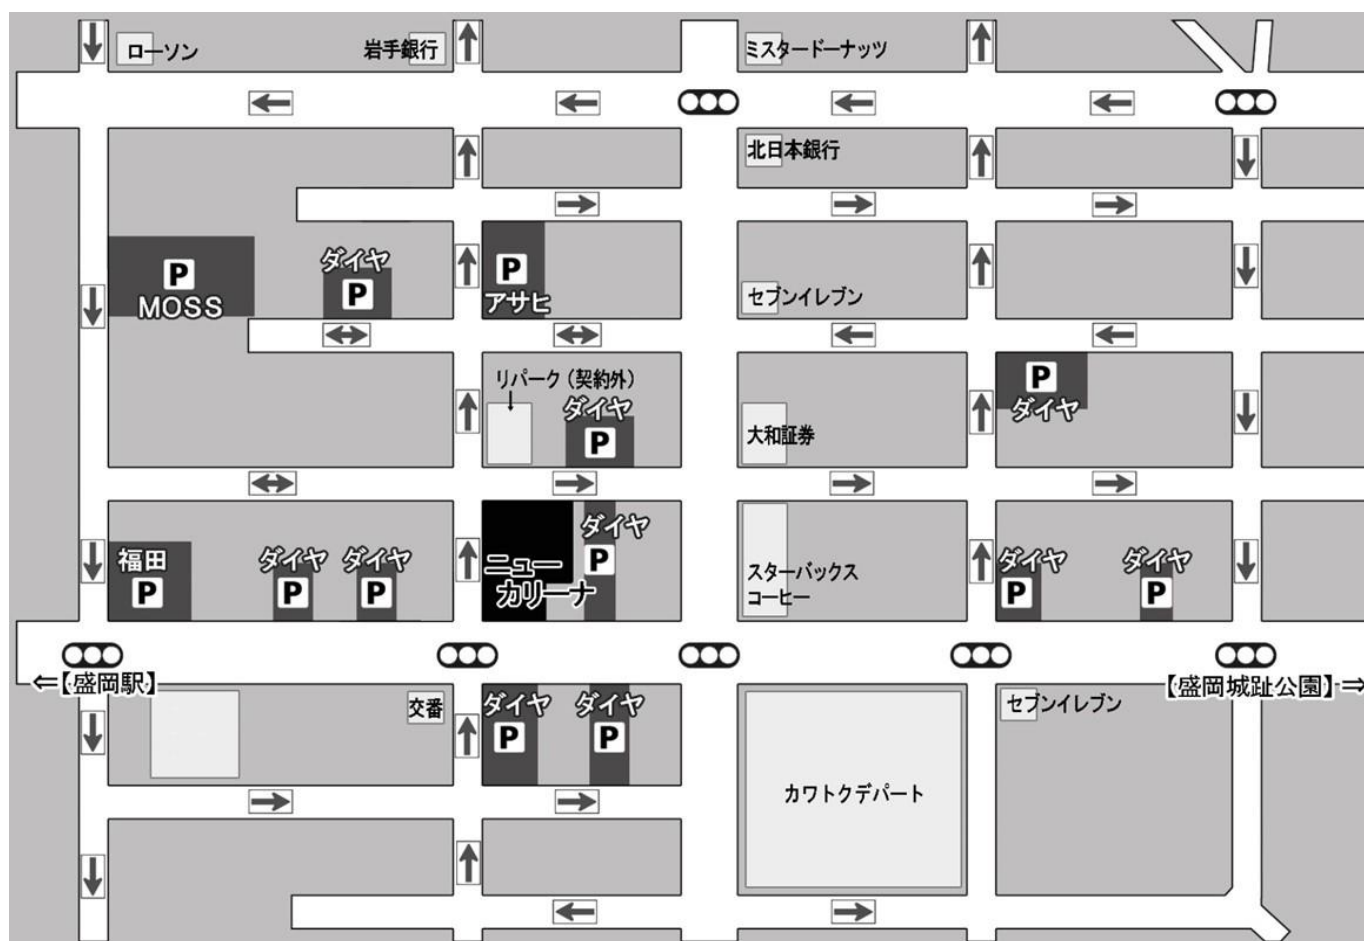 ローソン
岩手銀行
ミスタードーナッツ
北日本銀行
P
MOSS
ダイヤ
P
P
アサヒ
セブンイレブン
リパーク（契約外）
ダイヤ
P
大和証券
P
ダイヤ
福田
P
ダイヤ
P
ダイヤ
P
ニュー
カリーナ
ダイヤ
P
スターバックス
コーヒー
ダイヤ
P
ダイヤ
P
⇐【盛岡駅】
【盛岡城趾公園】⇒
交番
ダイヤ
P
ダイヤ
P
カワトクデパート
セブンイレブン